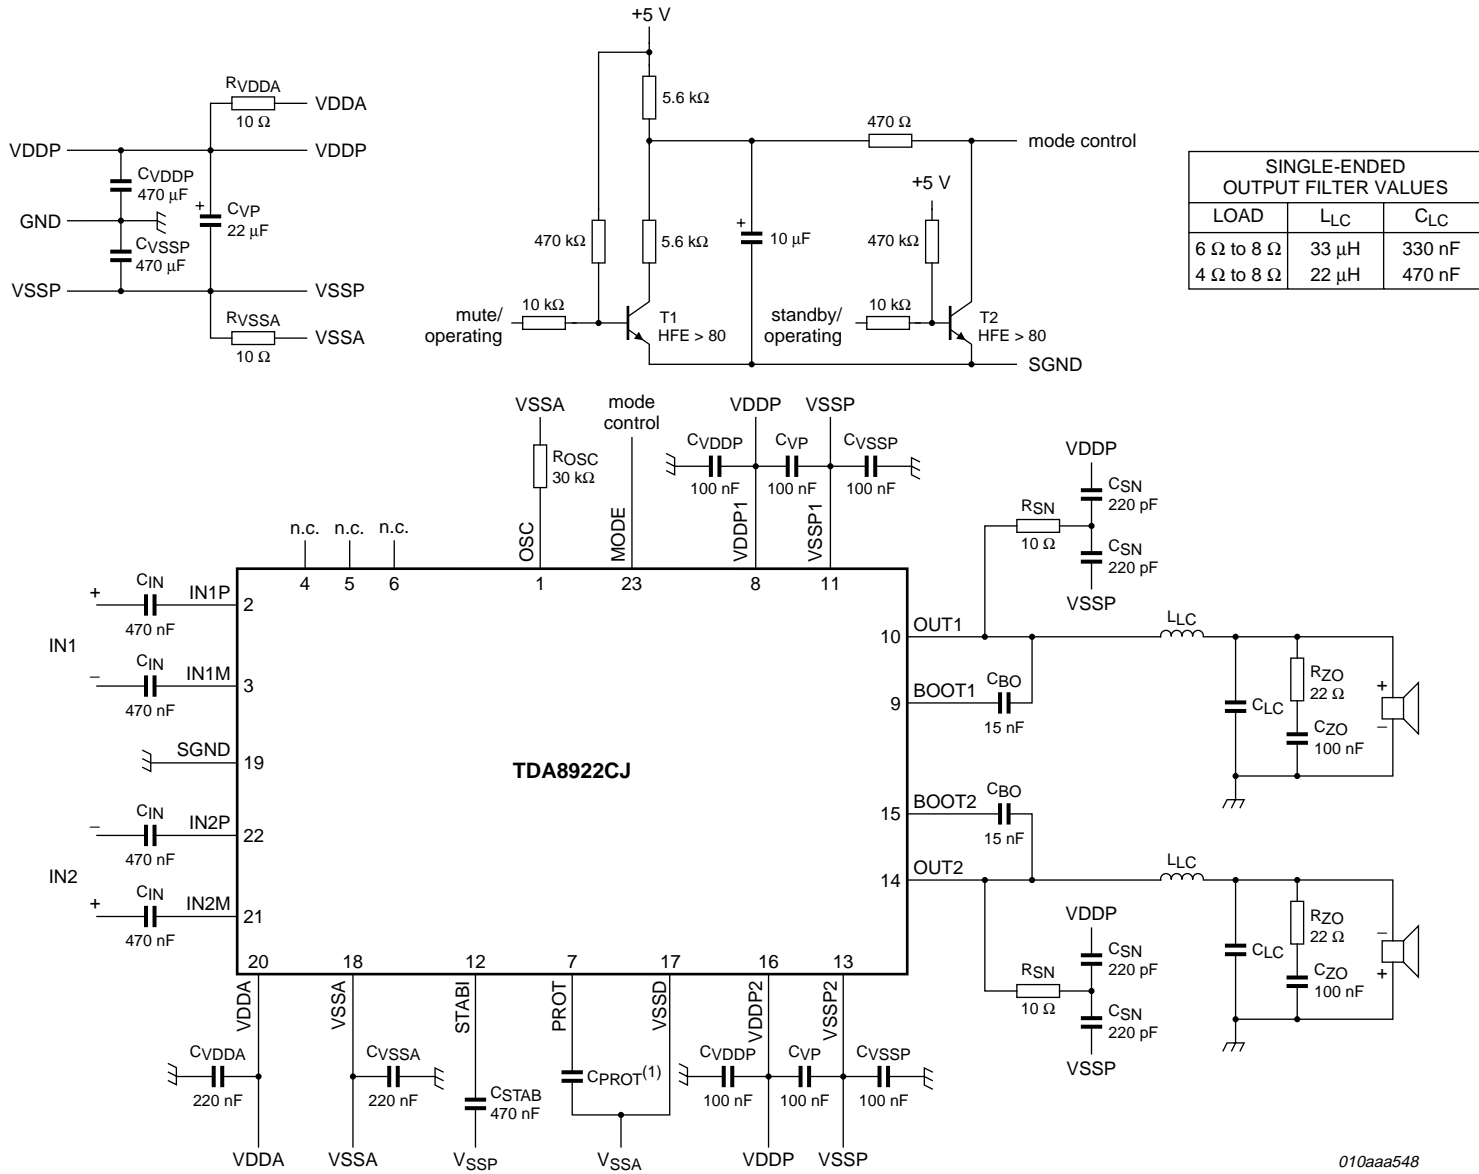 +5 V
RVDDA
10 Ω
VDDA
VDDP
VDDP
CVDDP
470 μF
GND
CVP
+
22 μF
CVSSP
470 μF
VSSP
VSSP
RVSSA
10 Ω
VSSA
5.6 kΩ
470 Ω
mode control
+5 V
470 kΩ
5.6 kΩ
+
10 μF
470 kΩ
mute/
operating
10 kΩ
T1
HFE > 80
standby/
operating
10 kΩ
T2
HFE > 80
SGND
SINGLE-ENDED
OUTPUT FILTER VALUES
LOAD LLC CLC
6 Ω to 8 Ω 33 μH 330 nF
4 Ω to 8 Ω 22 μH 470 nF
VSSA
mode
control
VDDP
VSSP
ROSC
30 kΩ
CVDDP
100 nF
CVP
100 nF
CVSSP
100 nF
n.c.
n.c.
n.c.
OSC
MODE
VDDP1
VSSP1
4
5
6
1
23
8
11
VDDP
CSN
220 pF
RSN
10 Ω
CSN
220 pF
VSSP
+
CIN
470 nF
IN1P
2
IN1
−
CIN
470 nF
IN1M
3
SGND
19
−
CIN
470 nF
IN2P
22
IN2
+
CIN
470 nF
IN2M
21
TDA8922CJ
10
OUT1
LLC
9
BOOT1
CBO
15 nF
CLC
RZO
22 Ω
CZO
100 nF
+
−
15
BOOT2
CBO
15 nF
14
OUT2
LLC
VDDP
CSN
220 pF
RSN
10 Ω
CSN
220 pF
VSSP
CLC
RZO
22 Ω
CZO
100 nF
−
+
20
18
12
7
17
16
13
VDDA
VSSA
STABI
PROT
VSSD
VDDP2
VSSP2
CVDDA
220 nF
CVSSA
220 nF
CSTAB
470 nF
CPROT(1)
CVDDP
100 nF
CVP
100 nF
CVSSP
100 nF
VDDA
VSSA
VSSP
VSSA
VDDP
VSSP
010aaa548